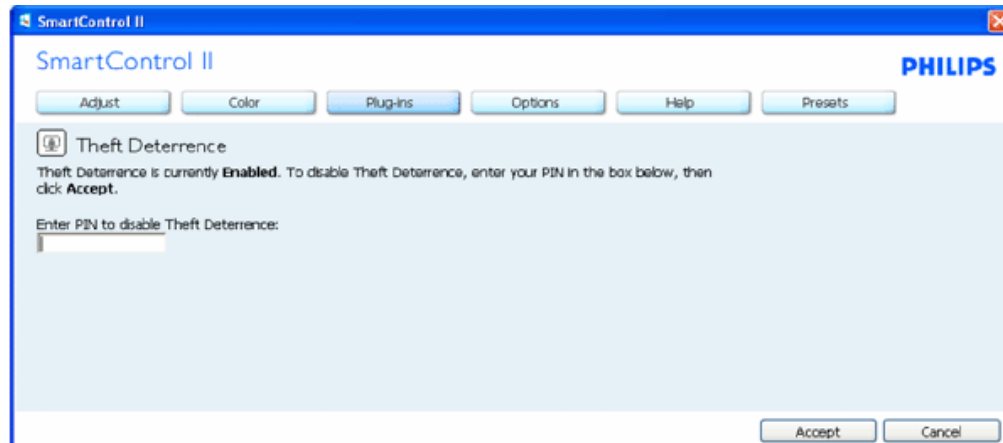 SmartControl II
SmartControl II
PHILIPS
Adjust Color Plug-ins Options Help Presets
Theft Deterrence
Theft Deterrence is currently Enabled. To disable Theft Deterrence, enter your PIN in the box below, then
click Accept.
Enter PIN to disable Theft Deterrence:
Accept Cancel